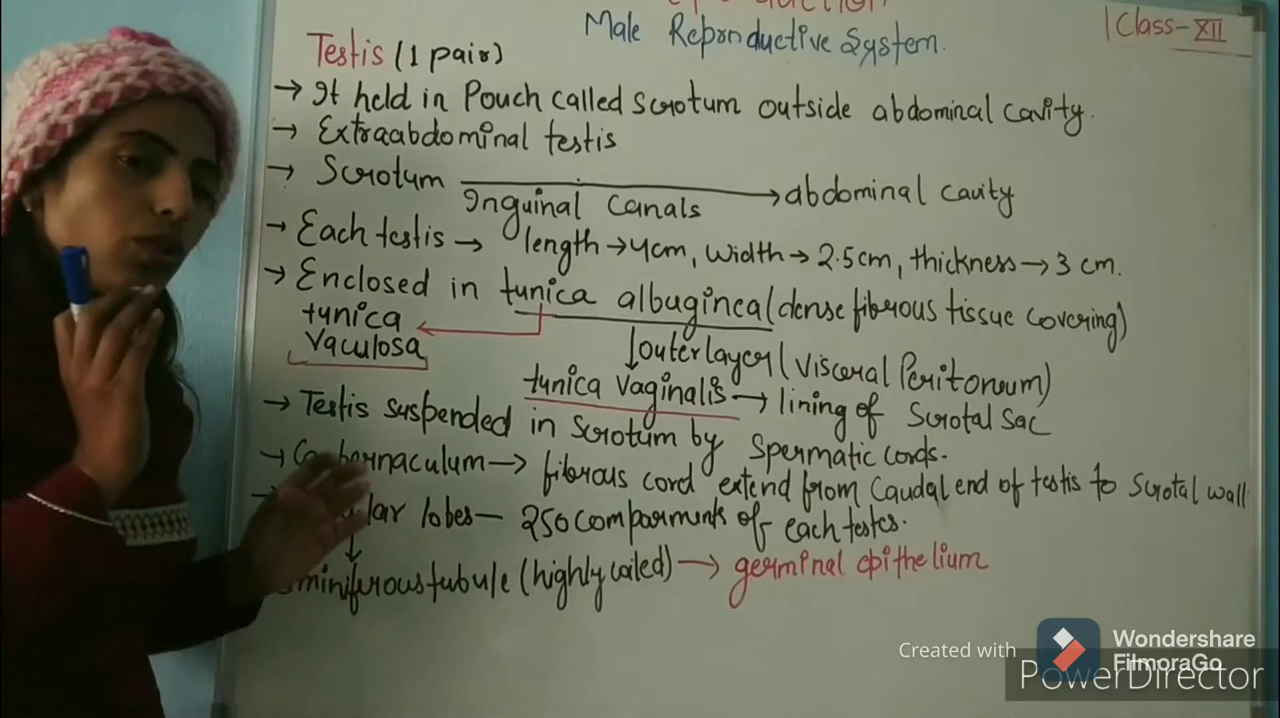 Male Reproductive System.
Class-XII
Testis (1 pair)
→ It held in Pouch called Scrotum outside abdominal cavity.
→ Extraabdominal testis
→ Scrotum → abdominal cavity
Inguinal Canals
→ Each testis → length → 4cm, width → 2.5cm, thickness → 3 cm.
→ Enclosed in tunica albuginea (dense fibrous tissue covering)
tunica
Vaculosa
↓ outer layer (Visceral Peritoneum)
tunica vaginalis → lining of Scrotal Sac
→ Testis suspended in Scrotum by Spermatic cords.
→ fibrous cord extend from Caudal end of testis to Scrotal wall
lobes — 250 comparments of each testes.
↓
tubule (highly coiled) → germinal epithelium
Created with Wondershare
FilmoraGo
PowerDirector